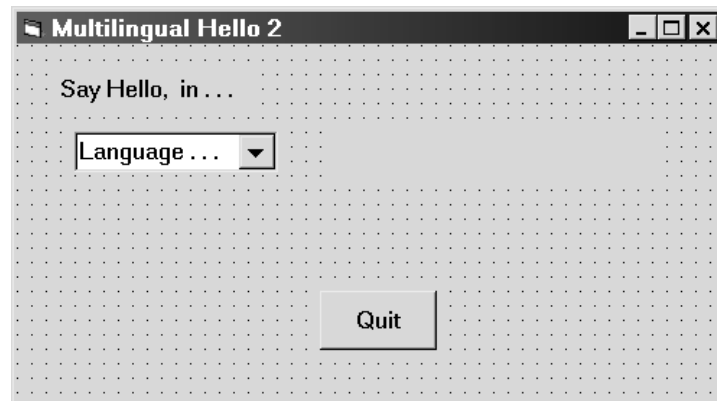 Multilingual Hello 2
Say Hello, in . . .
Language . . .
Quit